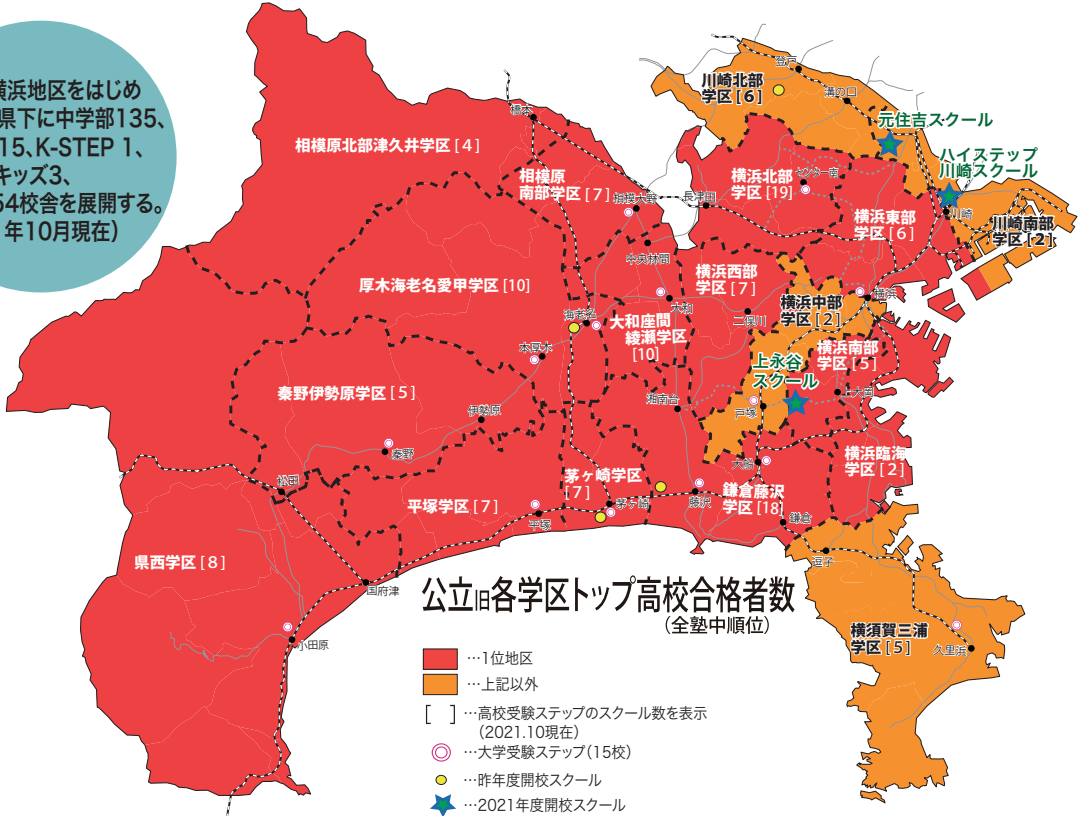 横浜地区をはじめ
県下に中学部135、
15、K-STEP 1、
キッズ3、
54校舎を展開する。
年10月現在）
川崎北部
学区［6］
登戸
溝の口
元住吉スクール
ハイステップ
川崎スクール
川崎
川崎南部
学区［2］
橋本
相模原北部津久井学区［4］
相模原
南部学区［7］
相模大野
長津田
横浜北部
学区［19］
センター南
横浜東部
学区［6］
中央林間
厚木海老名愛甲学区［10］
横浜西部
学区［7］
大和
二俣川
横浜中部
学区［2］
横浜
海老名
大和座間
綾瀬学区
［10］
本厚木
横浜南部
学区［5］
上永谷
スクール
上大岡
秦野伊勢原学区［5］
伊勢原
湘南台
戸塚
秦野
大船
横浜臨海
学区［2］
松田
茅ヶ崎学区
［7］
平塚学区［7］
平塚
茅ヶ崎
藤沢
鎌倉藤沢
学区［18］
鎌倉
逗子
県西学区［8］
国府津
小田原
横須賀三浦
学区［5］
久里浜
公立旧各学区トップ高校合格者数
（全塾中順位）
…1位地区
…上記以外
［　］…高校受験ステップのスクール数を表示
（2021.10現在）
…大学受験ステップ（15校）
…昨年度開校スクール
…2021年度開校スクール